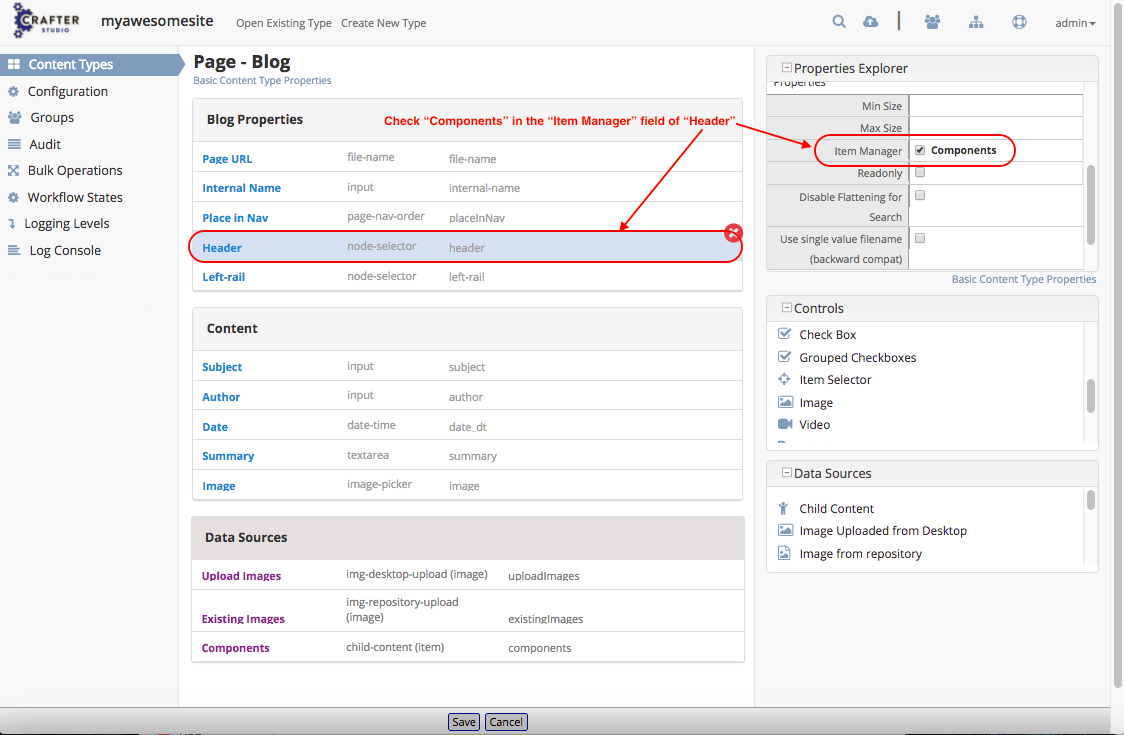 CRAFTER
STUDIO
myawesomesite
Open Existing Type Create New Type
admin
Content Types
Configuration
Groups
Audit
Bulk Operations
Workflow States
Logging Levels
Log Console
Page - Blog
Basic Content Type Properties
Blog Properties
Check “Components” in the “Item Manager” field of “Header”
Page URL file-name file-name
Internal Name input internal-name
Place in Nav page-nav-order placeInNav
Header node-selector header
Left-rail node-selector left-rail
Content
Subject input subject
Author input author
Date date-time date_dt
Summary textarea summary
Image image-picker image
Data Sources
Upload Images img-desktop-upload (image) uploadImages
img-repository-upload
Existing Images (image) existingImages
Components child-content (item) components
Properties Explorer
Properties
Min Size
Max Size
Item Manager Components
Readonly
Disable Flattening for
Search
Use single value filename
(backward compat)
Basic Content Type Properties
Controls
Check Box
Grouped Checkboxes
Item Selector
Image
Video
Data Sources
Child Content
Image Uploaded from Desktop
Image from repository
Save Cancel